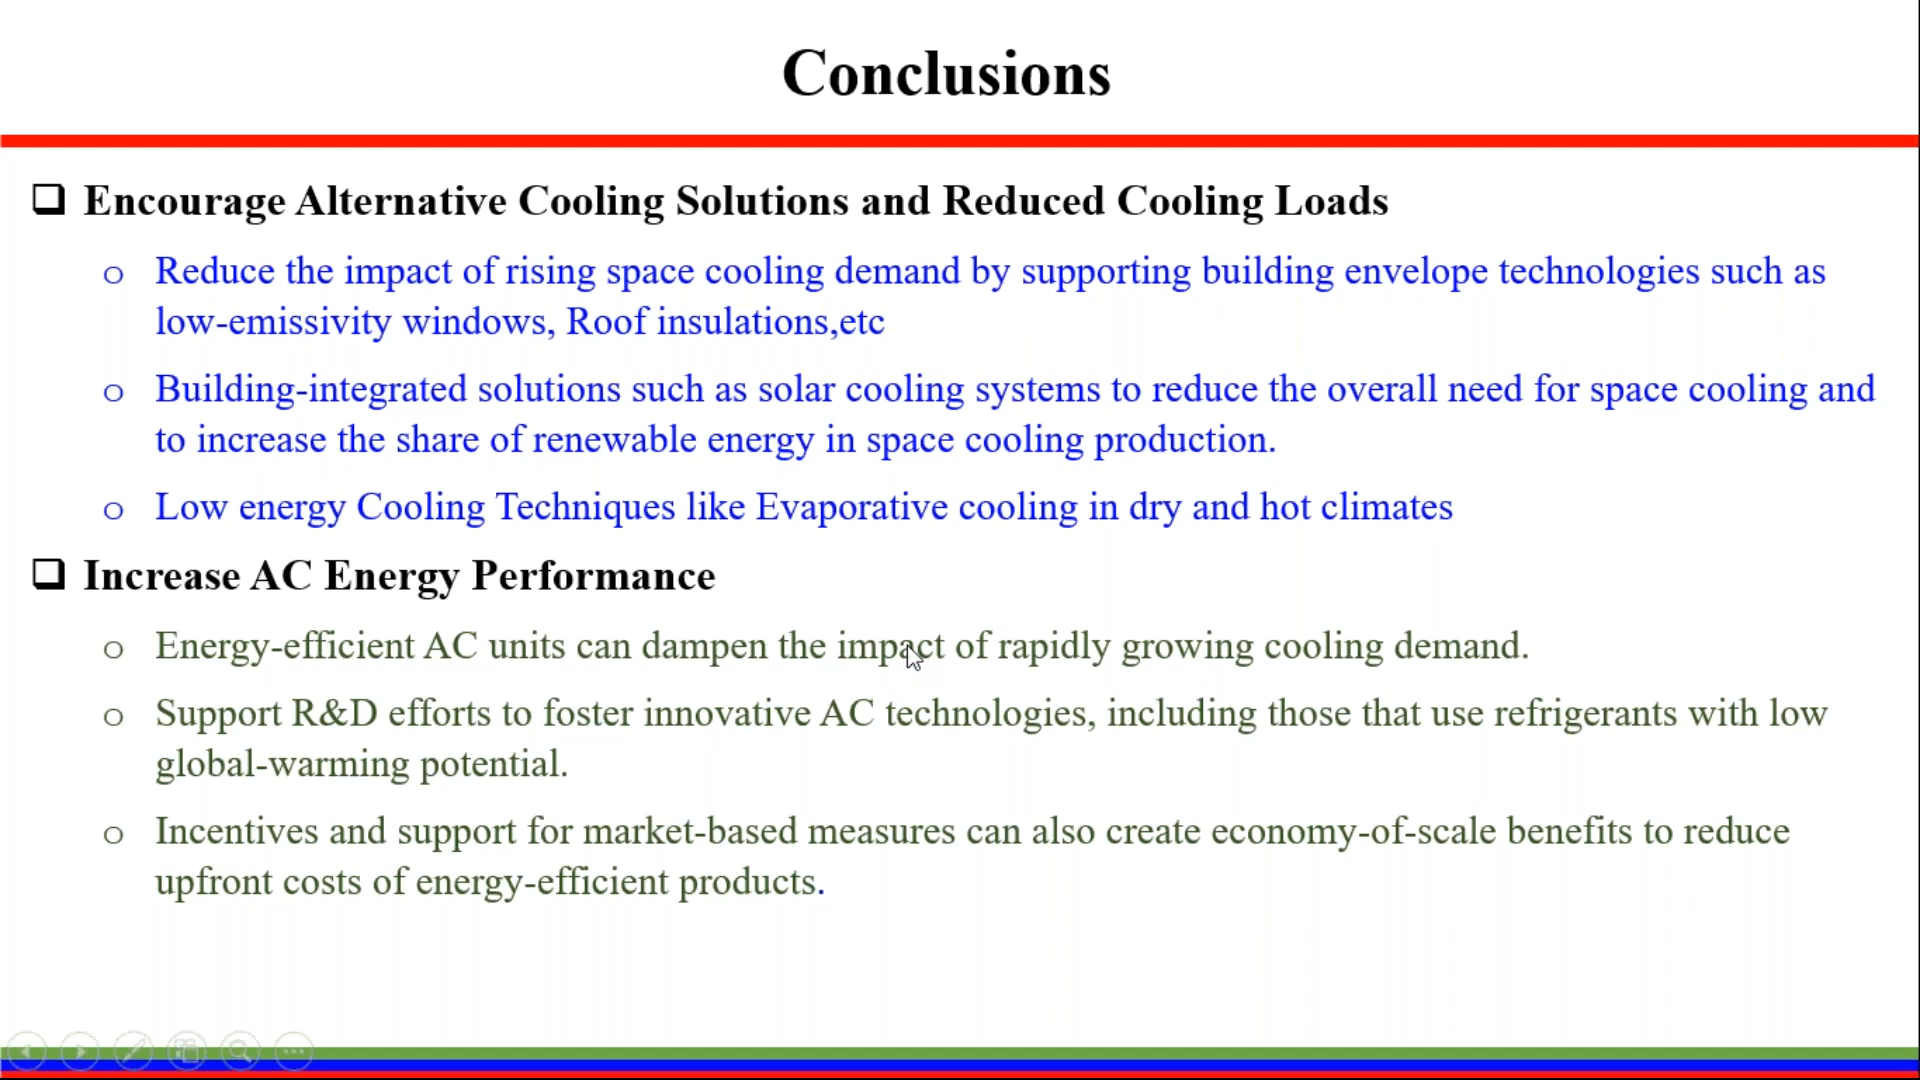 Conclusions
Encourage Alternative Cooling Solutions and Reduced Cooling Loads
Reduce the impact of rising space cooling demand by supporting building envelope technologies such as
low-emissivity windows, Roof insulations,etc
Building-integrated solutions such as solar cooling systems to reduce the overall need for space cooling and
to increase the share of renewable energy in space cooling production.
Low energy Cooling Techniques like Evaporative cooling in dry and hot climates
Increase AC Energy Performance
Energy-efficient AC units can dampen the impact of rapidly growing cooling demand.
Support R&D efforts to foster innovative AC technologies, including those that use refrigerants with low
global-warming potential.
Incentives and support for market-based measures can also create economy-of-scale benefits to reduce
upfront costs of energy-efficient products.